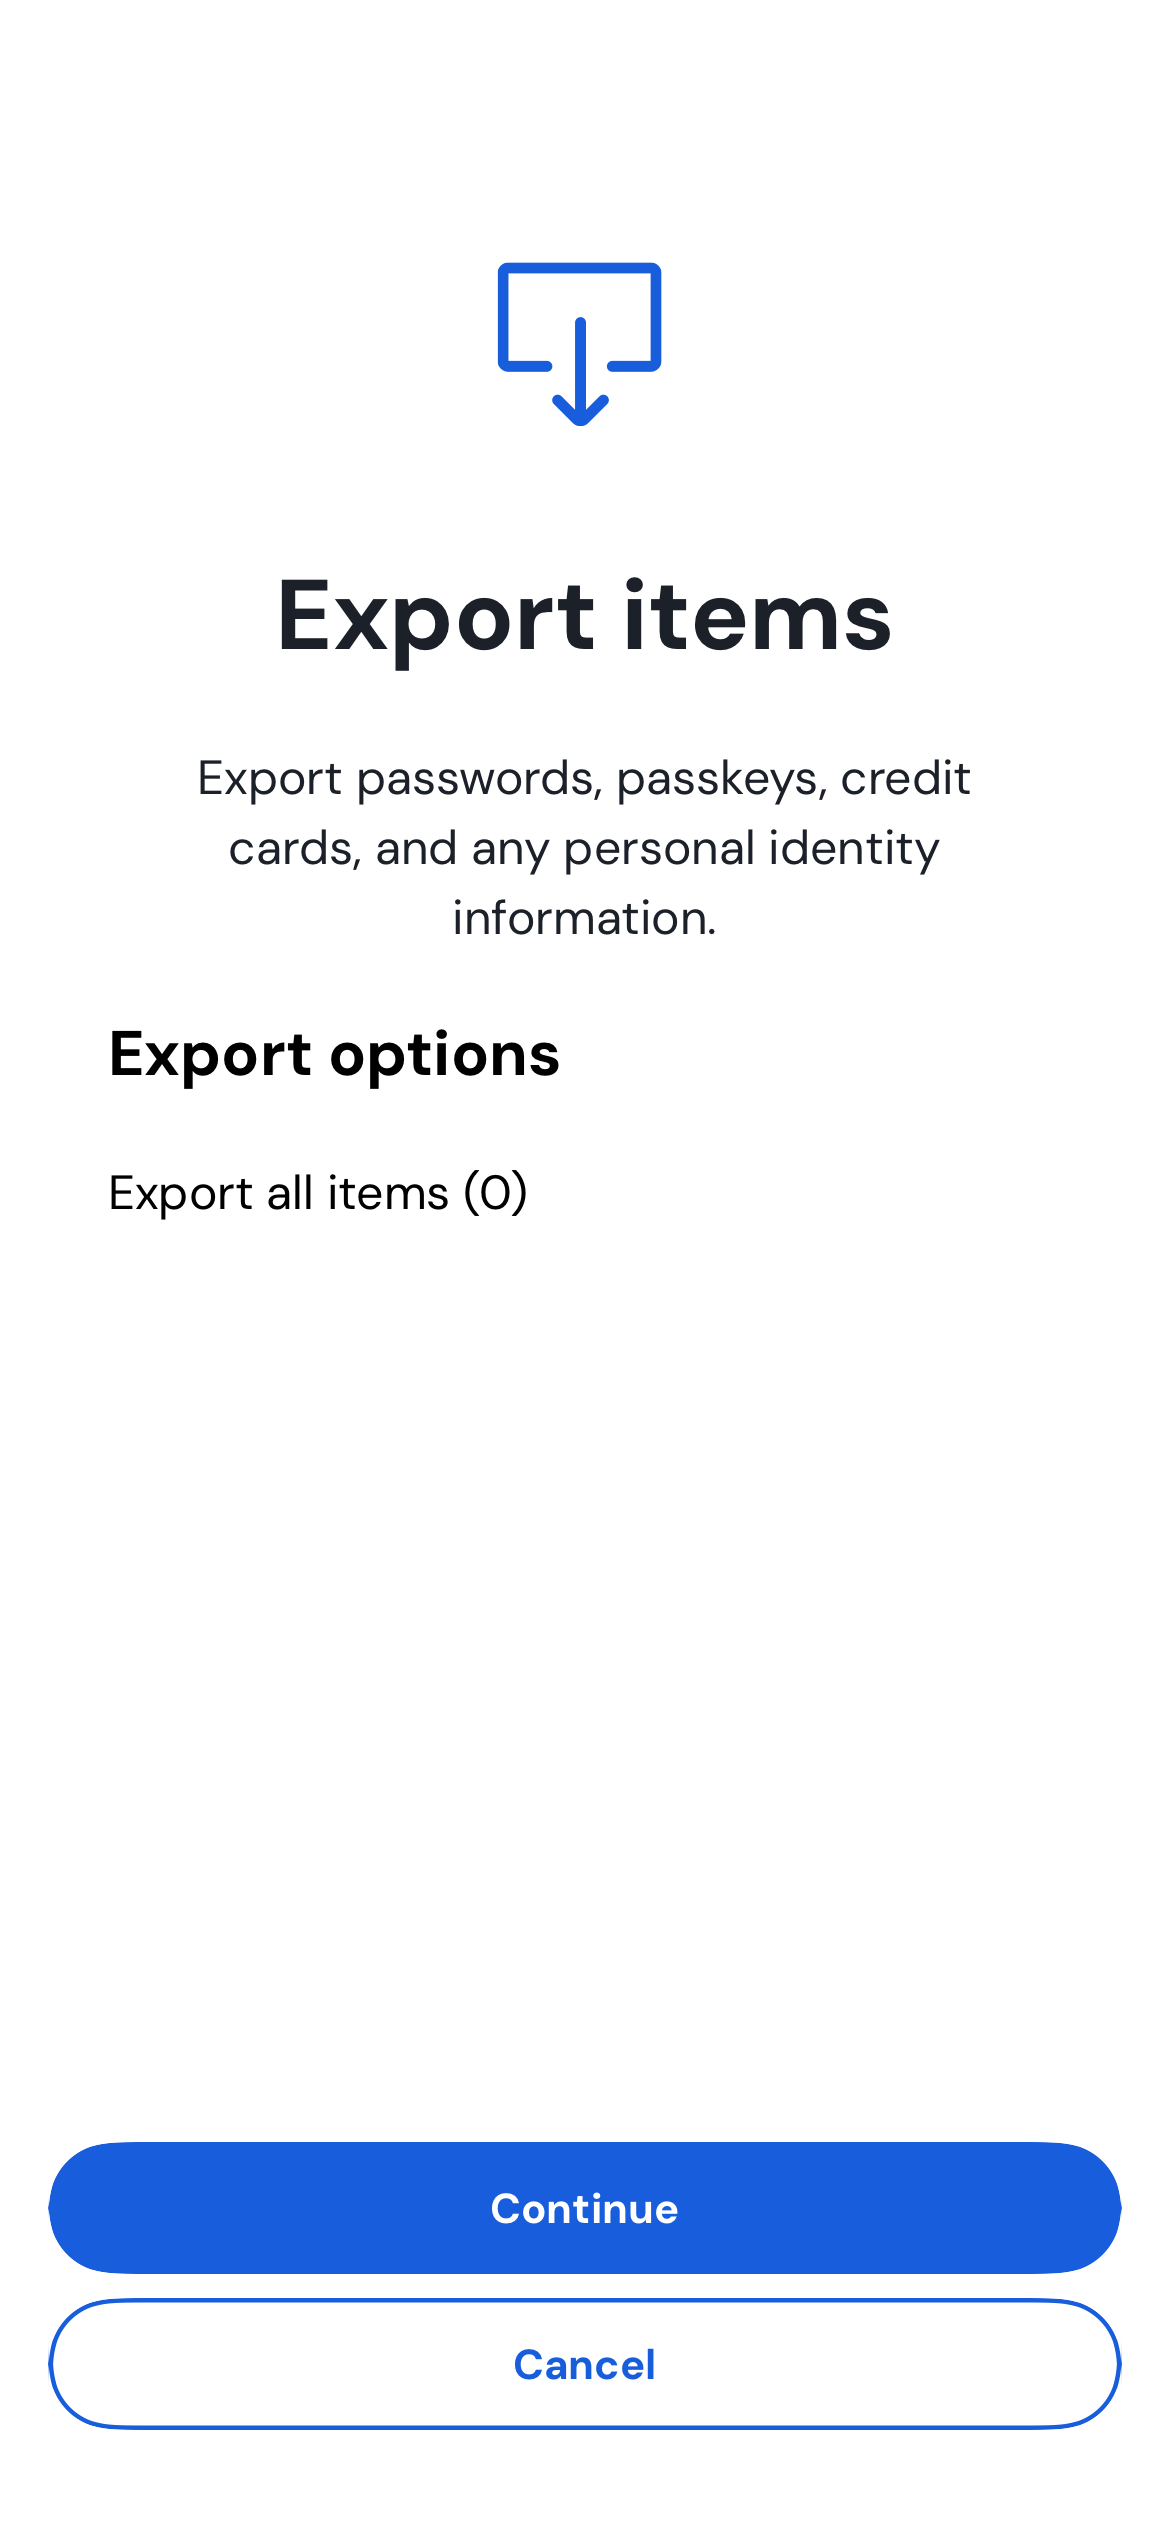 Export items
Export passwords, passkeys, credit
cards, and any personal identity
information.
Export options
Export all items (0)
Continue
Cancel